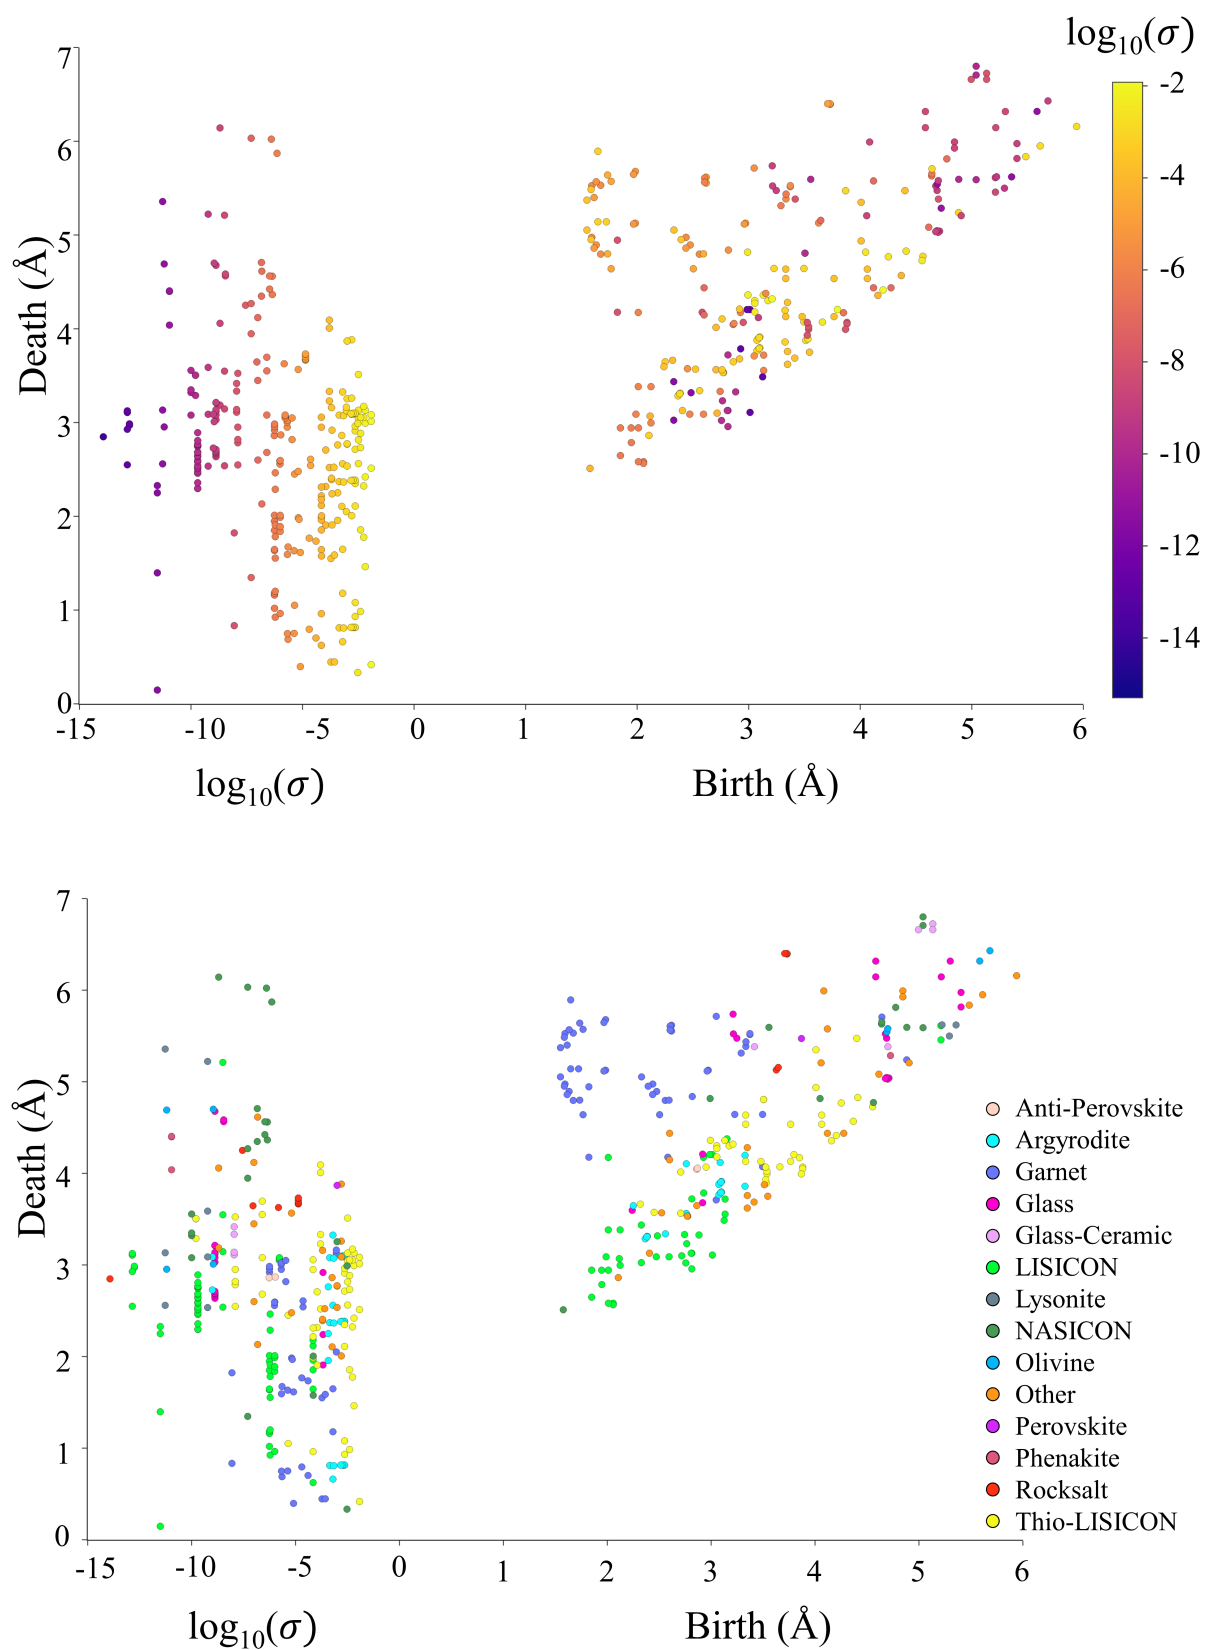 log₁₀(σ)
7
6
5
4
3
2
1
0
Death (Å)
-2
-4
-6
-8
-10
-12
-14
-15 -10 -5 0 1 2 3 4 5 6
log₁₀(σ) Birth (Å)
7
6
5
4
3
2
1
0
Death (Å)
Anti-Perovskite
Argyrodite
Garnet
Glass
Glass-Ceramic
LISICON
Lysonite
NASICON
Olivine
Other
Perovskite
Phenakite
Rocksalt
Thio-LISICON
-15 -10 -5 0 1 2 3 4 5 6
log₁₀(σ) Birth (Å)